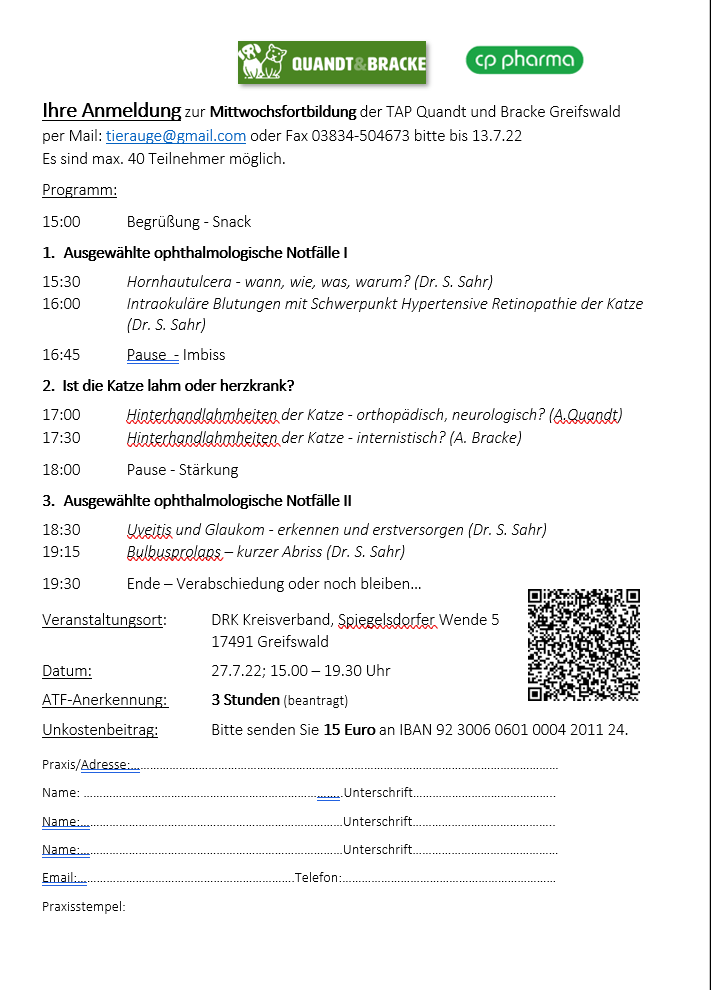 QUANDT&BRACKE
cp pharma
Ihre Anmeldung zur Mittwochsfortbildung der TAP Quandt und Bracke Greifswald
per Mail: tierauge@gmail.com oder Fax 03834-504673 bitte bis 13.7.22
Es sind max. 40 Teilnehmer möglich.
Programm:
15:00 Begrüßung - Snack
1. Ausgewählte ophthalmologische Notfälle I
15:30 Hornhautulcera - wann, wie, was, warum? (Dr. S. Sahr)
16:00 Intraokuläre Blutungen mit Schwerpunkt Hypertensive Retinopathie der Katze
(Dr. S. Sahr)
16:45 Pause - Imbiss
2. Ist die Katze lahm oder herzkrank?
17:00 Hinterhandlahmheiten der Katze - orthopädisch, neurologisch? (A.Quandt)
17:30 Hinterhandlahmheiten der Katze - internistisch? (A. Bracke)
18:00 Pause - Stärkung
3. Ausgewählte ophthalmologische Notfälle II
18:30 Uveitis und Glaukom - erkennen und erstversorgen (Dr. S. Sahr)
19:15 Bulbusprolaps – kurzer Abriss (Dr. S. Sahr)
19:30 Ende – Verabschiedung oder noch bleiben…
Veranstaltungsort: DRK Kreisverband, Spiegelsdorfer Wende 5
17491 Greifswald
Datum: 27.7.22; 15.00 – 19.30 Uhr
ATF-Anerkennung: 3 Stunden (beantragt)
Unkostenbeitrag: Bitte senden Sie 15 Euro an IBAN 92 3006 0601 0004 2011 24.
Praxis/Adresse:……………………………………………………………
Name: ……………………………………Unterschrift……………………
Name:……………………………………Unterschrift……………………
Name:……………………………………Unterschrift……………………
Email:……………………………………Telefon:……………………………
Praxisstempel: